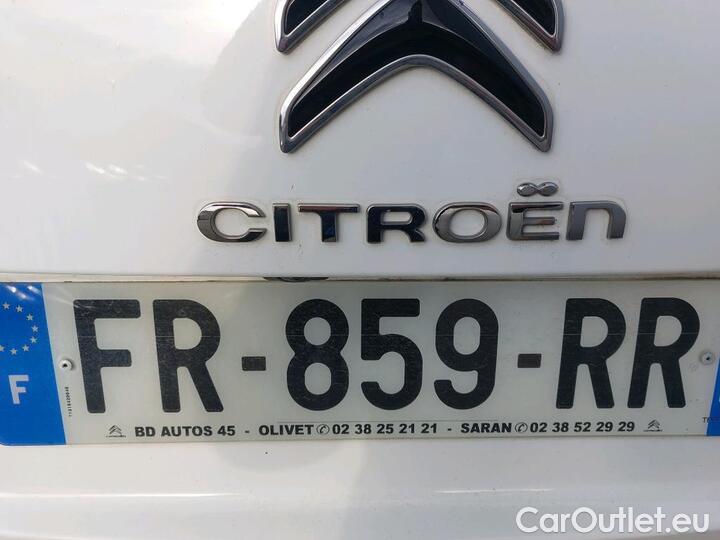 CITROËN
FR-859-RR
F
BD AUTOS 45 - OLIVET ✆ 02 38 25 21 21 - SARAN ✆ 02 38 52 29 29
CarOutlet.eu